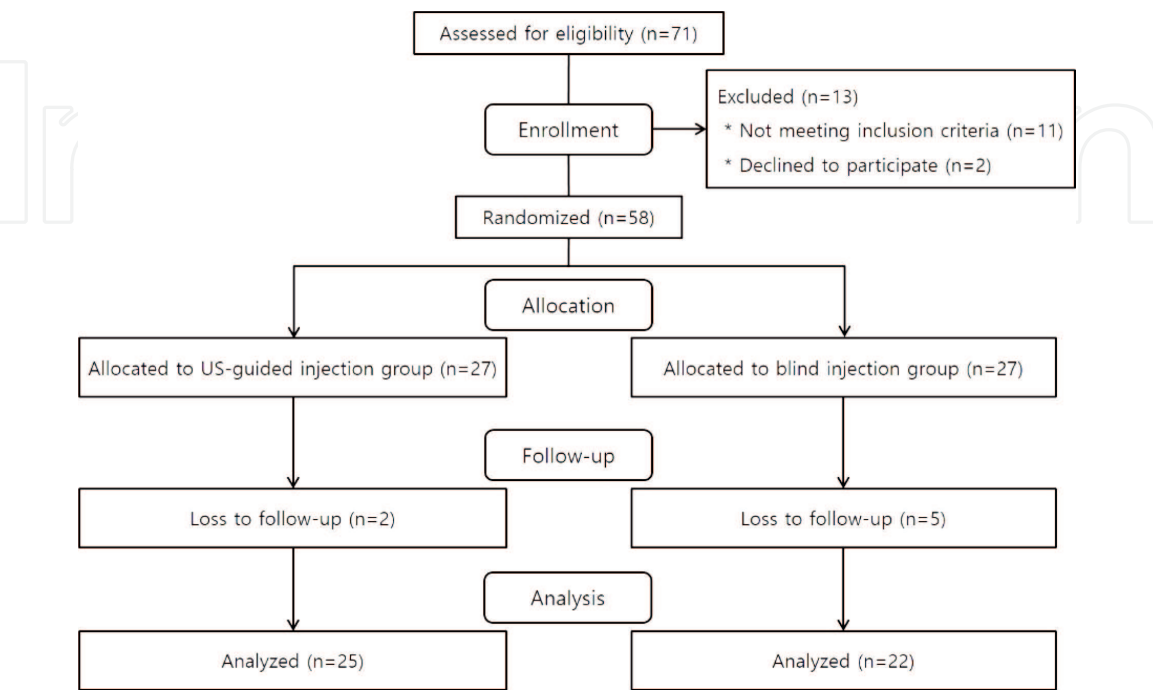 Assessed for eligibility (n=71)
Excluded (n=13)
* Not meeting inclusion criteria (n=11)
* Declined to participate (n=2)
Enrollment
Randomized (n=58)
Allocation
Allocated to US-guided injection group (n=27)
Allocated to blind injection group (n=27)
Follow-up
Loss to follow-up (n=2)
Loss to follow-up (n=5)
Analysis
Analyzed (n=25)
Analyzed (n=22)